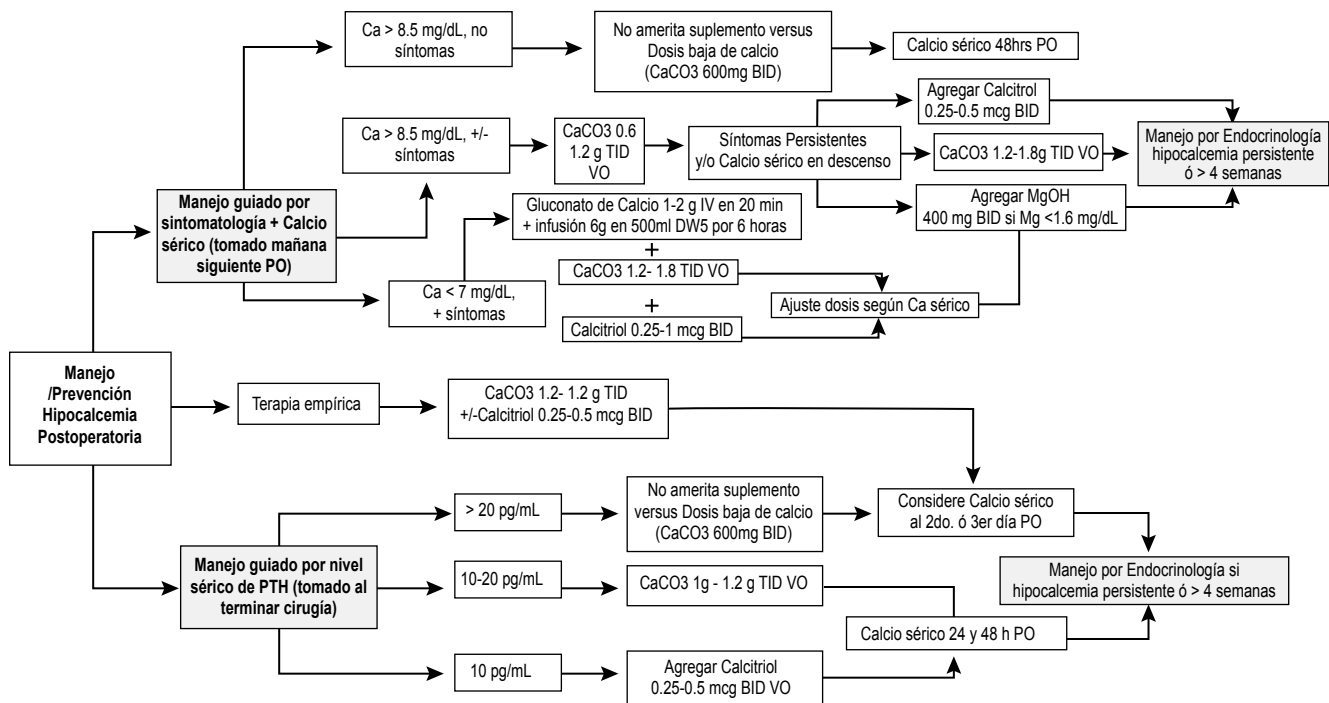 Ca > 8.5 mg/dL, no
síntomas
No amerita suplemento versus
Dosis baja de calcio
(CaCO3 600mg BID)
Calcio sérico 48hrs PO
Ca > 8.5 mg/dL, +/-
síntomas
CaCO3 0.6
1.2 g TID
VO
Síntomas Persistentes
y/o Calcio sérico en descenso
Agregar Calcitrol
0.25-0.5 mcg BID
CaCO3 1.2-1.8g TID VO
Agregar MgOH
400 mg BID si Mg <1.6 mg/dL
Manejo por Endocrinología
hipocalcemia persistente
ó > 4 semanas
Manejo guiado por
sintomatología + Calcio
sérico (tomado mañana
siguiente PO)
Gluconato de Calcio 1-2 g IV en 20 min
+ infusión 6g en 500ml DW5 por 6 horas
+
CaCO3 1.2- 1.8 TID VO
+
Calcitriol 0.25-1 mcg BID
Ca < 7 mg/dL,
+ síntomas
Ajuste dosis según Ca sérico
Manejo
/Prevención
Hipocalcemia
Postoperatoria
Terapia empírica
CaCO3 1.2- 1.2 g TID
+/-Calcitriol 0.25-0.5 mcg BID
Manejo guiado por nivel
sérico de PTH (tomado al
terminar cirugía)
> 20 pg/mL
No amerita suplemento
versus Dosis baja de calcio
(CaCO3 600mg BID)
Considere Calcio sérico
al 2do. ó 3er día PO
10-20 pg/mL
CaCO3 1g - 1.2 g TID VO
Calcio sérico 24 y 48 h PO
Manejo por Endocrinología si
hipocalcemia persistente ó > 4 semanas
10 pg/mL
Agregar Calcitriol
0.25-0.5 mcg BID VO